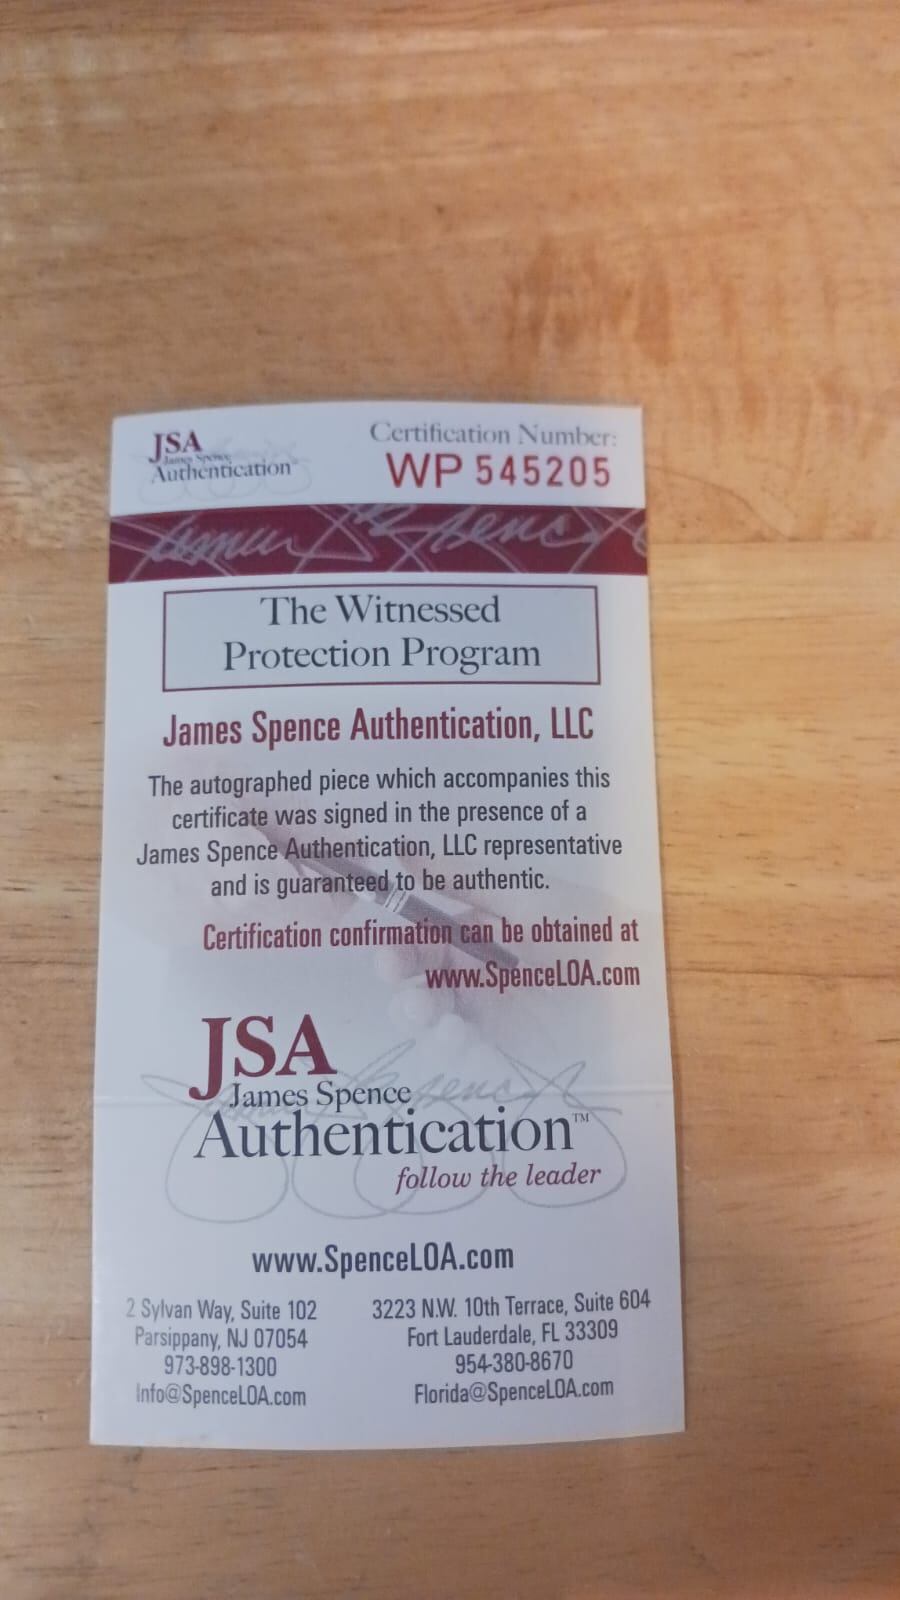 JSA
James Spence
Authentication
Certification Number:
WP 545205
James Spence
The Witnessed
Protection Program
James Spence Authentication, LLC
The autographed piece which accompanies this
certificate was signed in the presence of a
James Spence Authentication, LLC representative
and is guaranteed to be authentic.
Certification confirmation can be obtained at
www.SpenceLOA.com
JSA
James Spence
Authentication™
follow the leader
www.SpenceLOA.com
2 Sylvan Way, Suite 102
Parsippany, NJ 07054
973-898-1300
Info@SpenceLOA.com
3223 N.W. 10th Terrace, Suite 604
Fort Lauderdale, FL 33309
954-380-8670
Florida@SpenceLOA.com